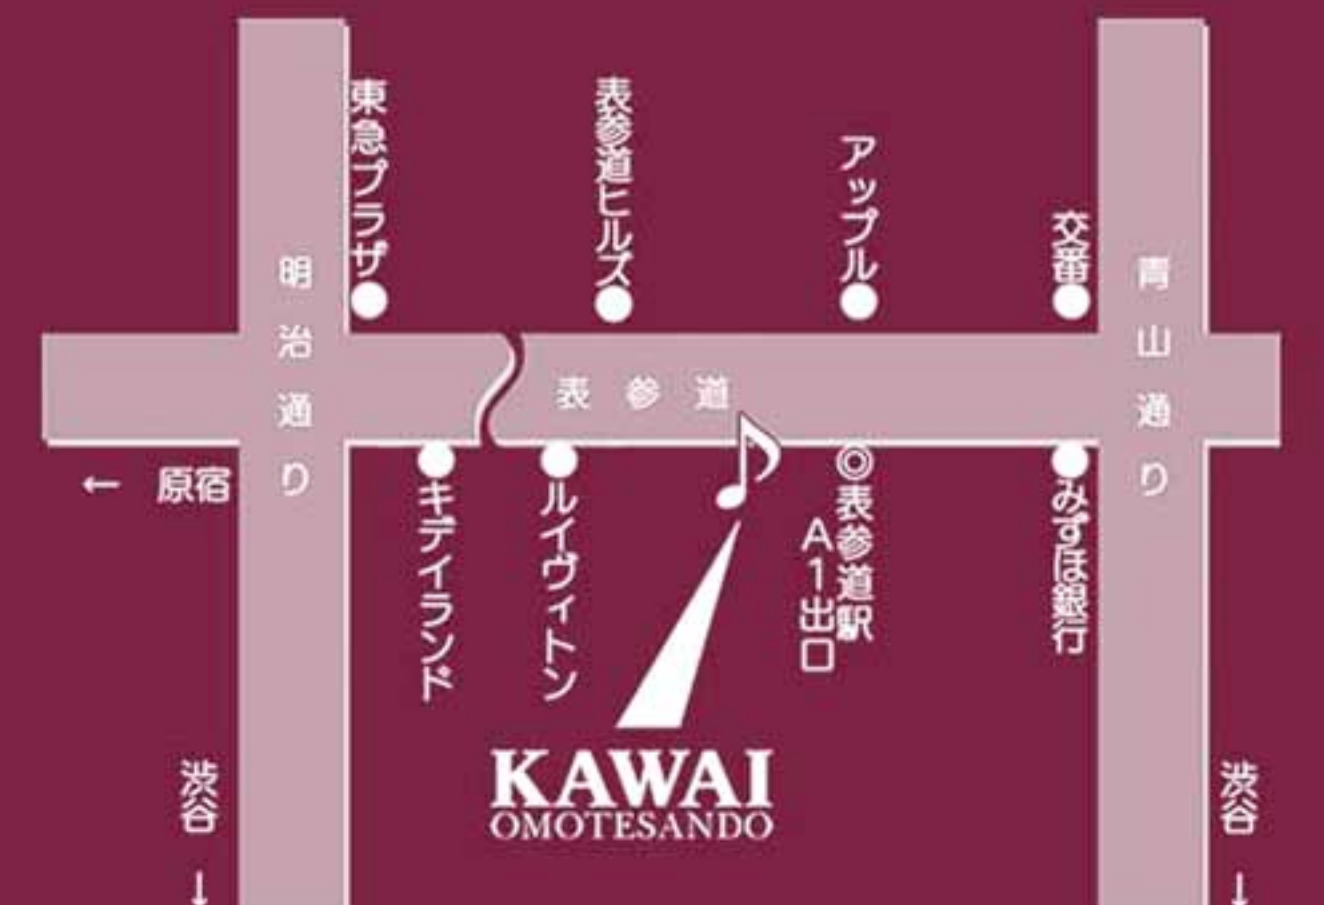 東急プラザ
表参道ヒルズ
アップル
交番
明治通り
青山通り
表参道
← 原宿
キデイランド
ルイヴィトン
◎表参道駅
A1出口
みずほ銀行
渋谷 ↓
KAWAI
OMOTESANDO
渋谷 ↓